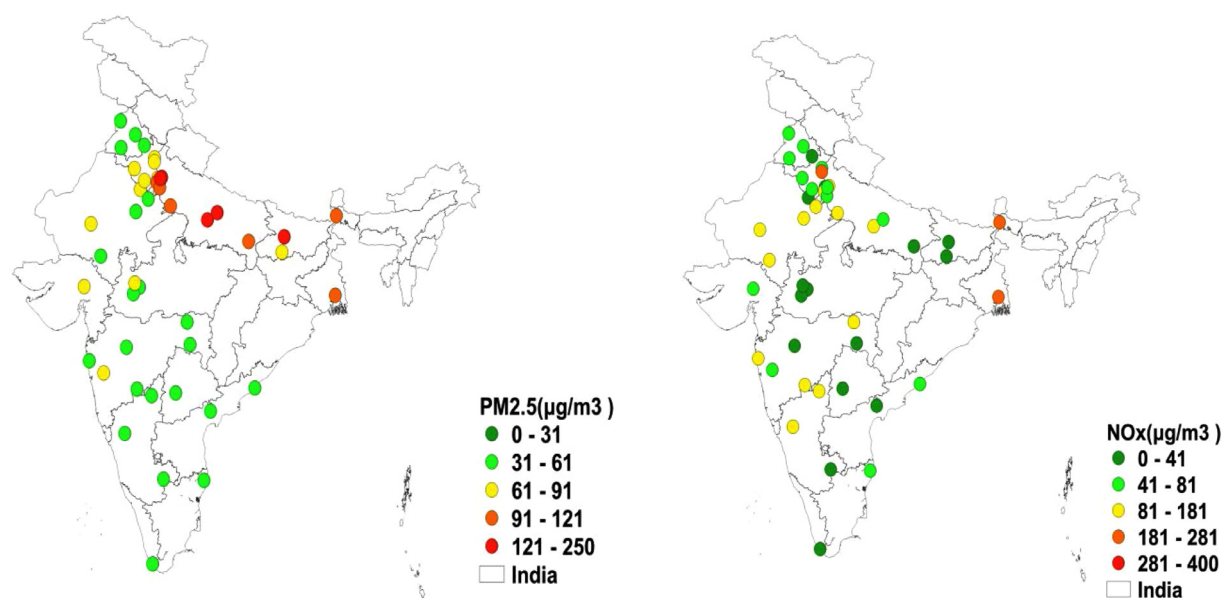 PM2.5(µg/m3 )
0 - 31
31 - 61
61 - 91
91 - 121
121 - 250
India
NOx(µg/m3 )
0 - 41
41 - 81
81 - 181
181 - 281
281 - 400
India